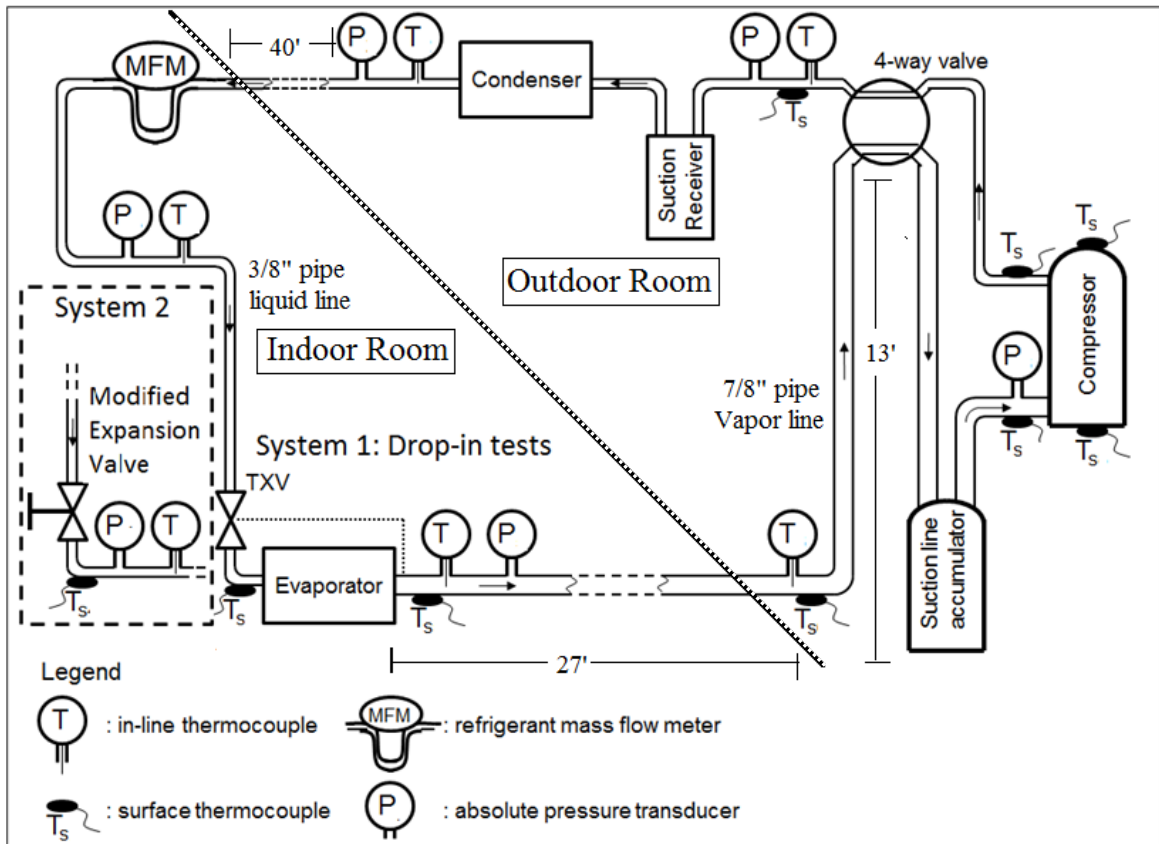 40'
P
T
MFM
Condenser
P
T
4-way valve
Ts
Suction
Receiver
P
T
3/8" pipe
liquid line
Outdoor Room
Ts
Ts
Compressor
System 2
Indoor Room
13'
P
Modified
Expansion
Valve
7/8" pipe
Vapor line
System 1: Drop-in tests
TXV
Ts
Ts
P
T
T
P
T
Evaporator
Suction line
accumulator
Ts.
Ts
Ts
Ts
27'
Legend
T
: in-line thermocouple
MFM
: refrigerant mass flow meter
Ts
: surface thermocouple
P
: absolute pressure transducer